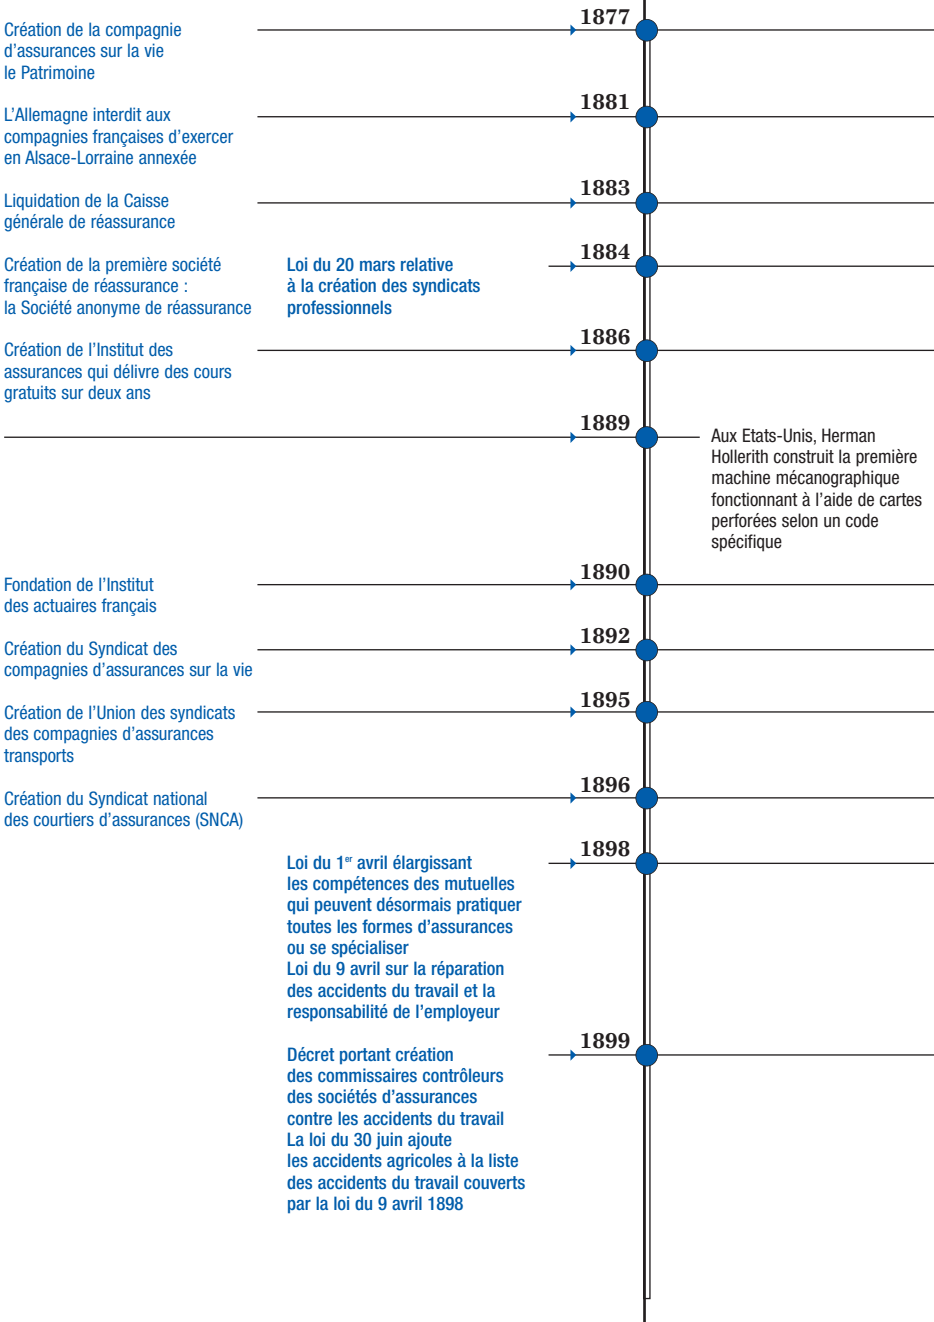 1877
Création de la compagnie
d’assurances sur la vie
le Patrimoine
1881
L’Allemagne interdit aux
compagnies françaises d’exercer
en Alsace-Lorraine annexée
1883
Liquidation de la Caisse
générale de réassurance
1884
Création de la première société
française de réassurance :
la Société anonyme de réassurance
Loi du 20 mars relative
à la création des syndicats
professionnels
1886
Création de l’Institut des
assurances qui délivre des cours
gratuits sur deux ans
1889
Aux Etats-Unis, Herman
Hollerith construit la première
machine mécanographique
fonctionnant à l’aide de cartes
perforées selon un code
spécifique
1890
Fondation de l’Institut
des actuaires français
1892
Création du Syndicat des
compagnies d’assurances sur la vie
1895
Création de l’Union des syndicats
des compagnies d’assurances
transports
1896
Création du Syndicat national
des courtiers d’assurances (SNCA)
1898
Loi du 1er avril élargissant
les compétences des mutuelles
qui peuvent désormais pratiquer
toutes les formes d’assurances
ou se spécialiser
Loi du 9 avril sur la réparation
des accidents du travail et la
responsabilité de l’employeur
1899
Décret portant création
des commissaires contrôleurs
des sociétés d’assurances
contre les accidents du travail
La loi du 30 juin ajoute
les accidents agricoles à la liste
des accidents du travail couverts
par la loi du 9 avril 1898